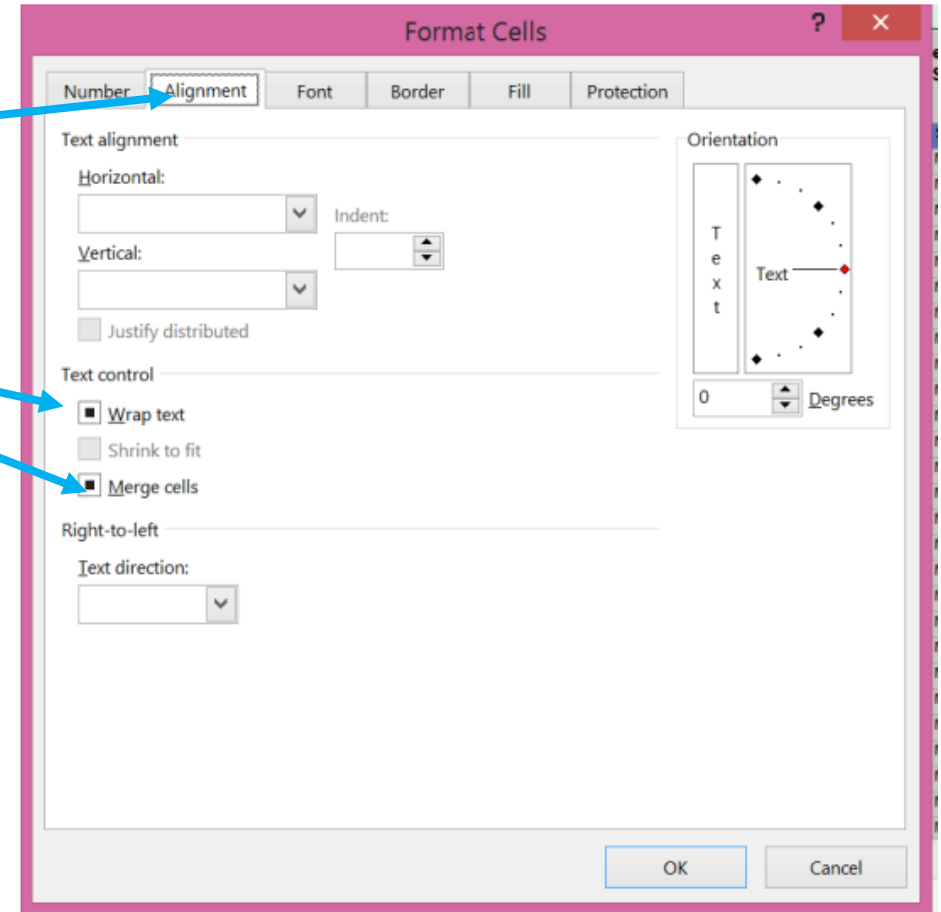 Format Cells
?
Number Alignment Font Border Fill Protection
Text alignment
Horizontal:
Indent:
Vertical:
Justify distributed
Text control
Wrap text
Shrink to fit
Merge cells
Right-to-left
Text direction:
Orientation
T
e
x
t
Text
0 Degrees
OK Cancel